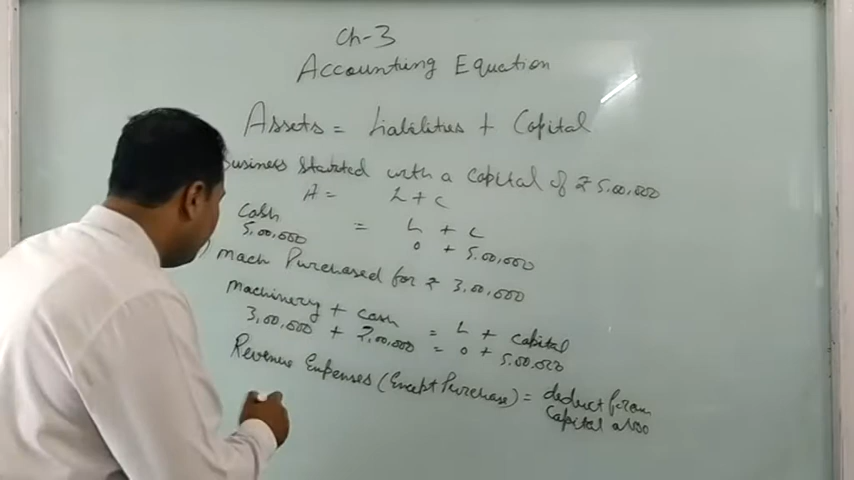 Ch-3
Accounting Equation
Assets = Liabilities + Capital
Business started with a capital of ₹ 5,00,000
A = L + C
Cash = L + C
5,00,000 0 + 5,00,000
) mach Purchased for ₹ 3,00,000
machinery + cash = L + capital
3,00,000 + 2,00,000 = 0 + 5,00,000
Revenue Expenses (Except Purchase) = deduct from
Capital also